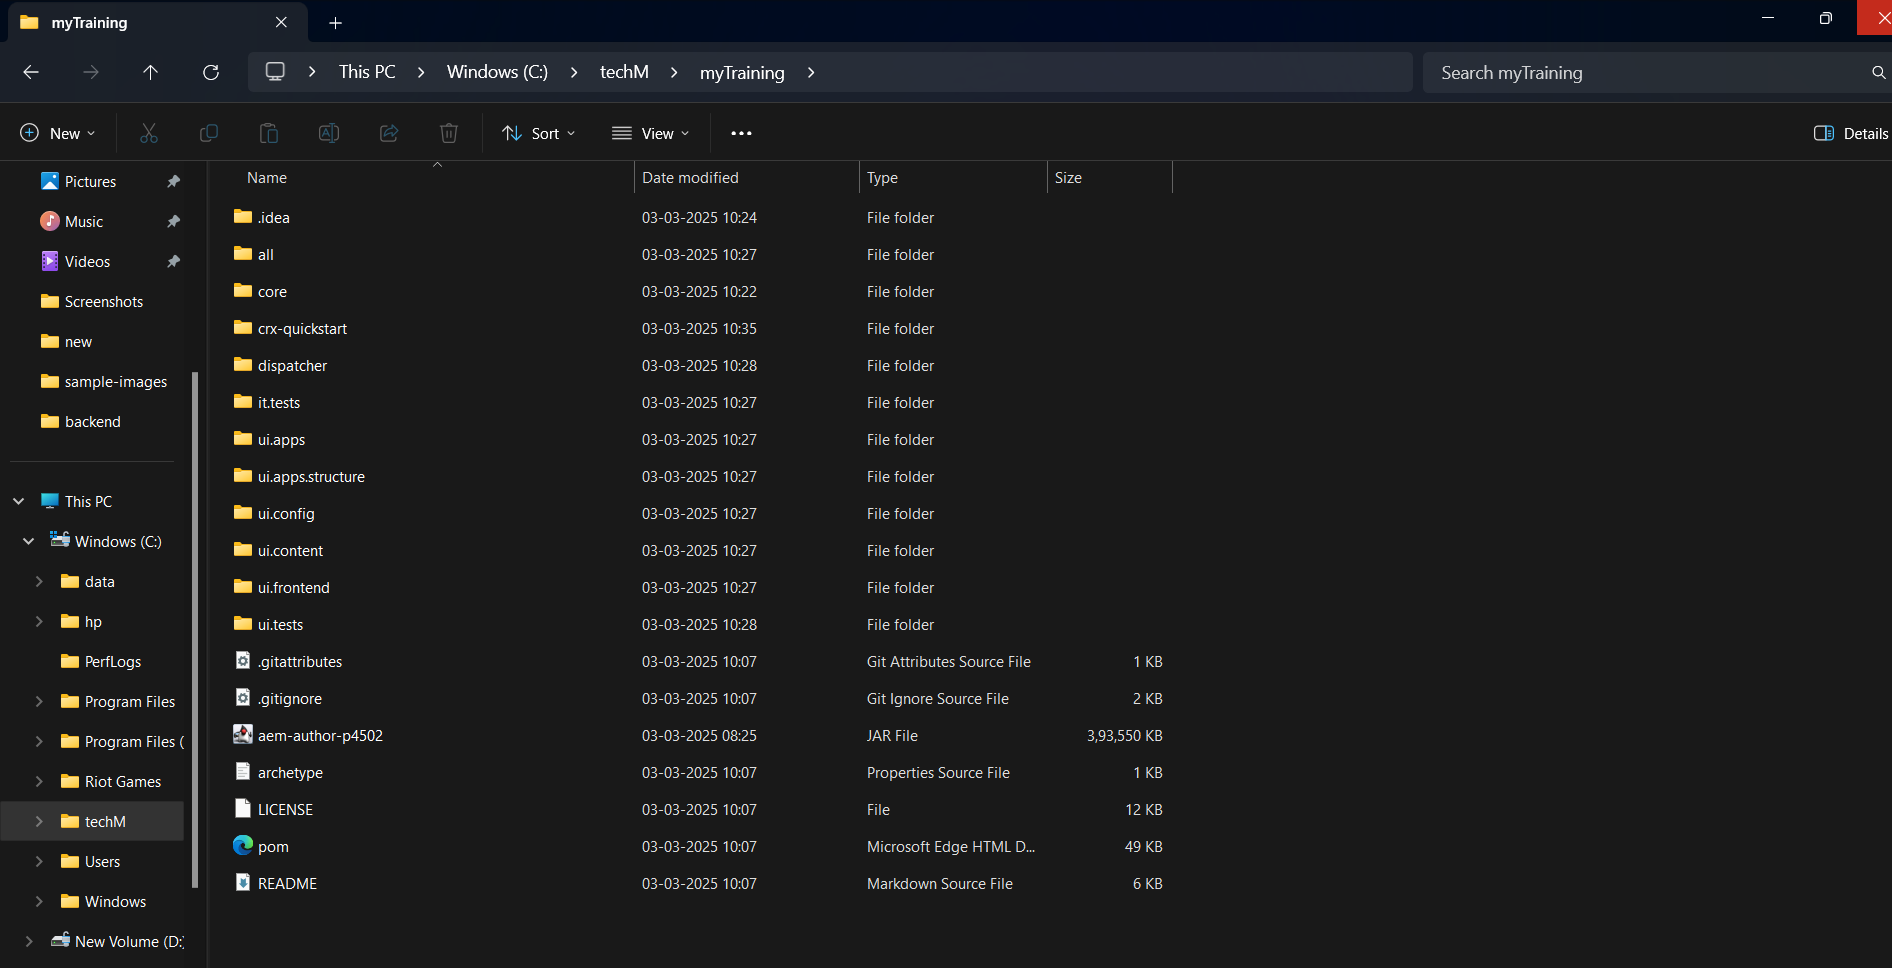 myTraining
This PC > Windows (C:) > techM > myTraining >
Search myTraining
New
Sort
View
Details
Pictures
Music
Videos
Screenshots
new
sample-images
backend
This PC
Windows (C:)
data
hp
PerfLogs
Program Files
Program Files (
Riot Games
techM
Users
Windows
New Volume (D:)
Name Date modified Type Size
.idea 03-03-2025 10:24 File folder
all 03-03-2025 10:27 File folder
core 03-03-2025 10:22 File folder
crx-quickstart 03-03-2025 10:35 File folder
dispatcher 03-03-2025 10:28 File folder
it.tests 03-03-2025 10:27 File folder
ui.apps 03-03-2025 10:27 File folder
ui.apps.structure 03-03-2025 10:27 File folder
ui.config 03-03-2025 10:27 File folder
ui.content 03-03-2025 10:27 File folder
ui.frontend 03-03-2025 10:27 File folder
ui.tests 03-03-2025 10:28 File folder
.gitattributes 03-03-2025 10:07 Git Attributes Source File 1 KB
.gitignore 03-03-2025 10:07 Git Ignore Source File 2 KB
aem-author-p4502 03-03-2025 08:25 JAR File 3,93,550 KB
archetype 03-03-2025 10:07 Properties Source File 1 KB
LICENSE 03-03-2025 10:07 File 12 KB
pom 03-03-2025 10:07 Microsoft Edge HTML D... 49 KB
README 03-03-2025 10:07 Markdown Source File 6 KB